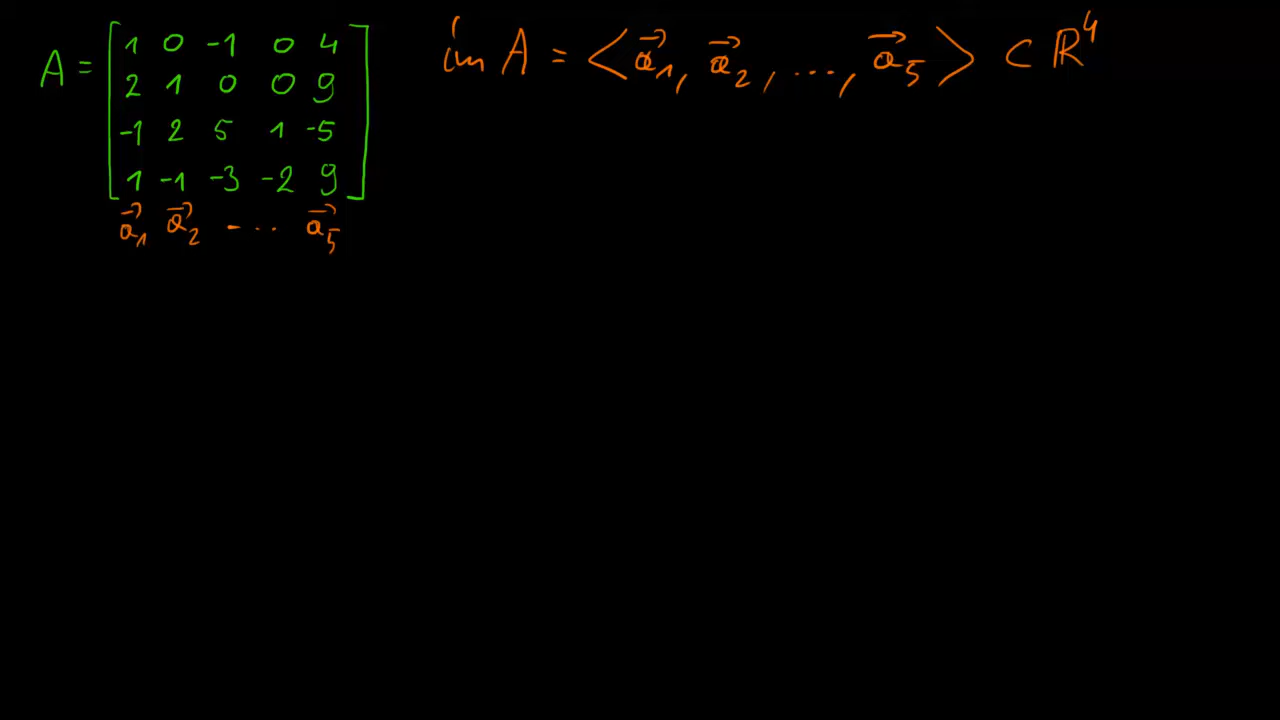 A = [ 1 0 -1 0 4
2 1 0 0 9
-1 2 5 1 -5
1 -1 -3 -2 9 ]
a⃗₁ a⃗₂ - ... a⃗₅
im A = < a⃗₁, a⃗₂, ..., a⃗₅ > ⊂ ℝ⁴